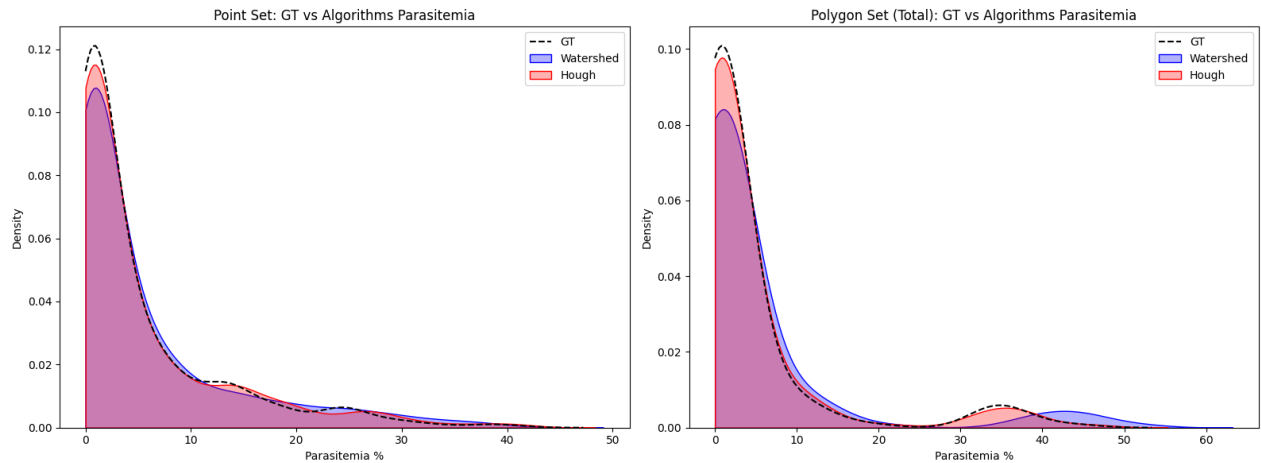 Point Set: GT vs Algorithms Parasitemia
GT
Watershed
Hough
0.12
0.10
0.08
0.06
0.04
0.02
0.00
Density
0 10 20 30 40 50
Parasitemia %
Polygon Set (Total): GT vs Algorithms Parasitemia
GT
Watershed
Hough
0.10
0.08
0.06
0.04
0.02
0.00
Density
0 10 20 30 40 50 60
Parasitemia %